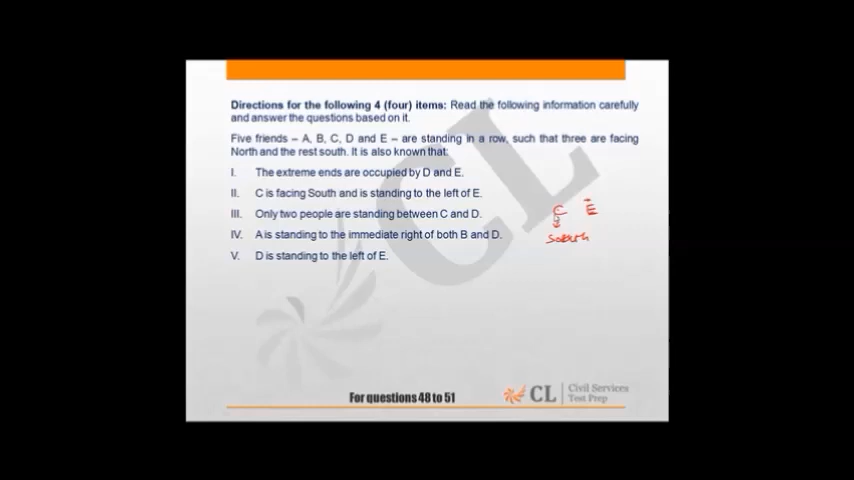 Directions for the following 4 (four) items: Read the following information carefully
and answer the questions based on it.
Five friends – A, B, C, D and E – are standing in a row, such that three are facing
North and the rest south. It is also known that:
I. The extreme ends are occupied by D and E.
II. C is facing South and is standing to the left of E.
III. Only two people are standing between C and D.
IV. A is standing to the immediate right of both B and D.
V. D is standing to the left of E.
C E
South
CL
For questions 48 to 51
CL Civil Services
Test Prep